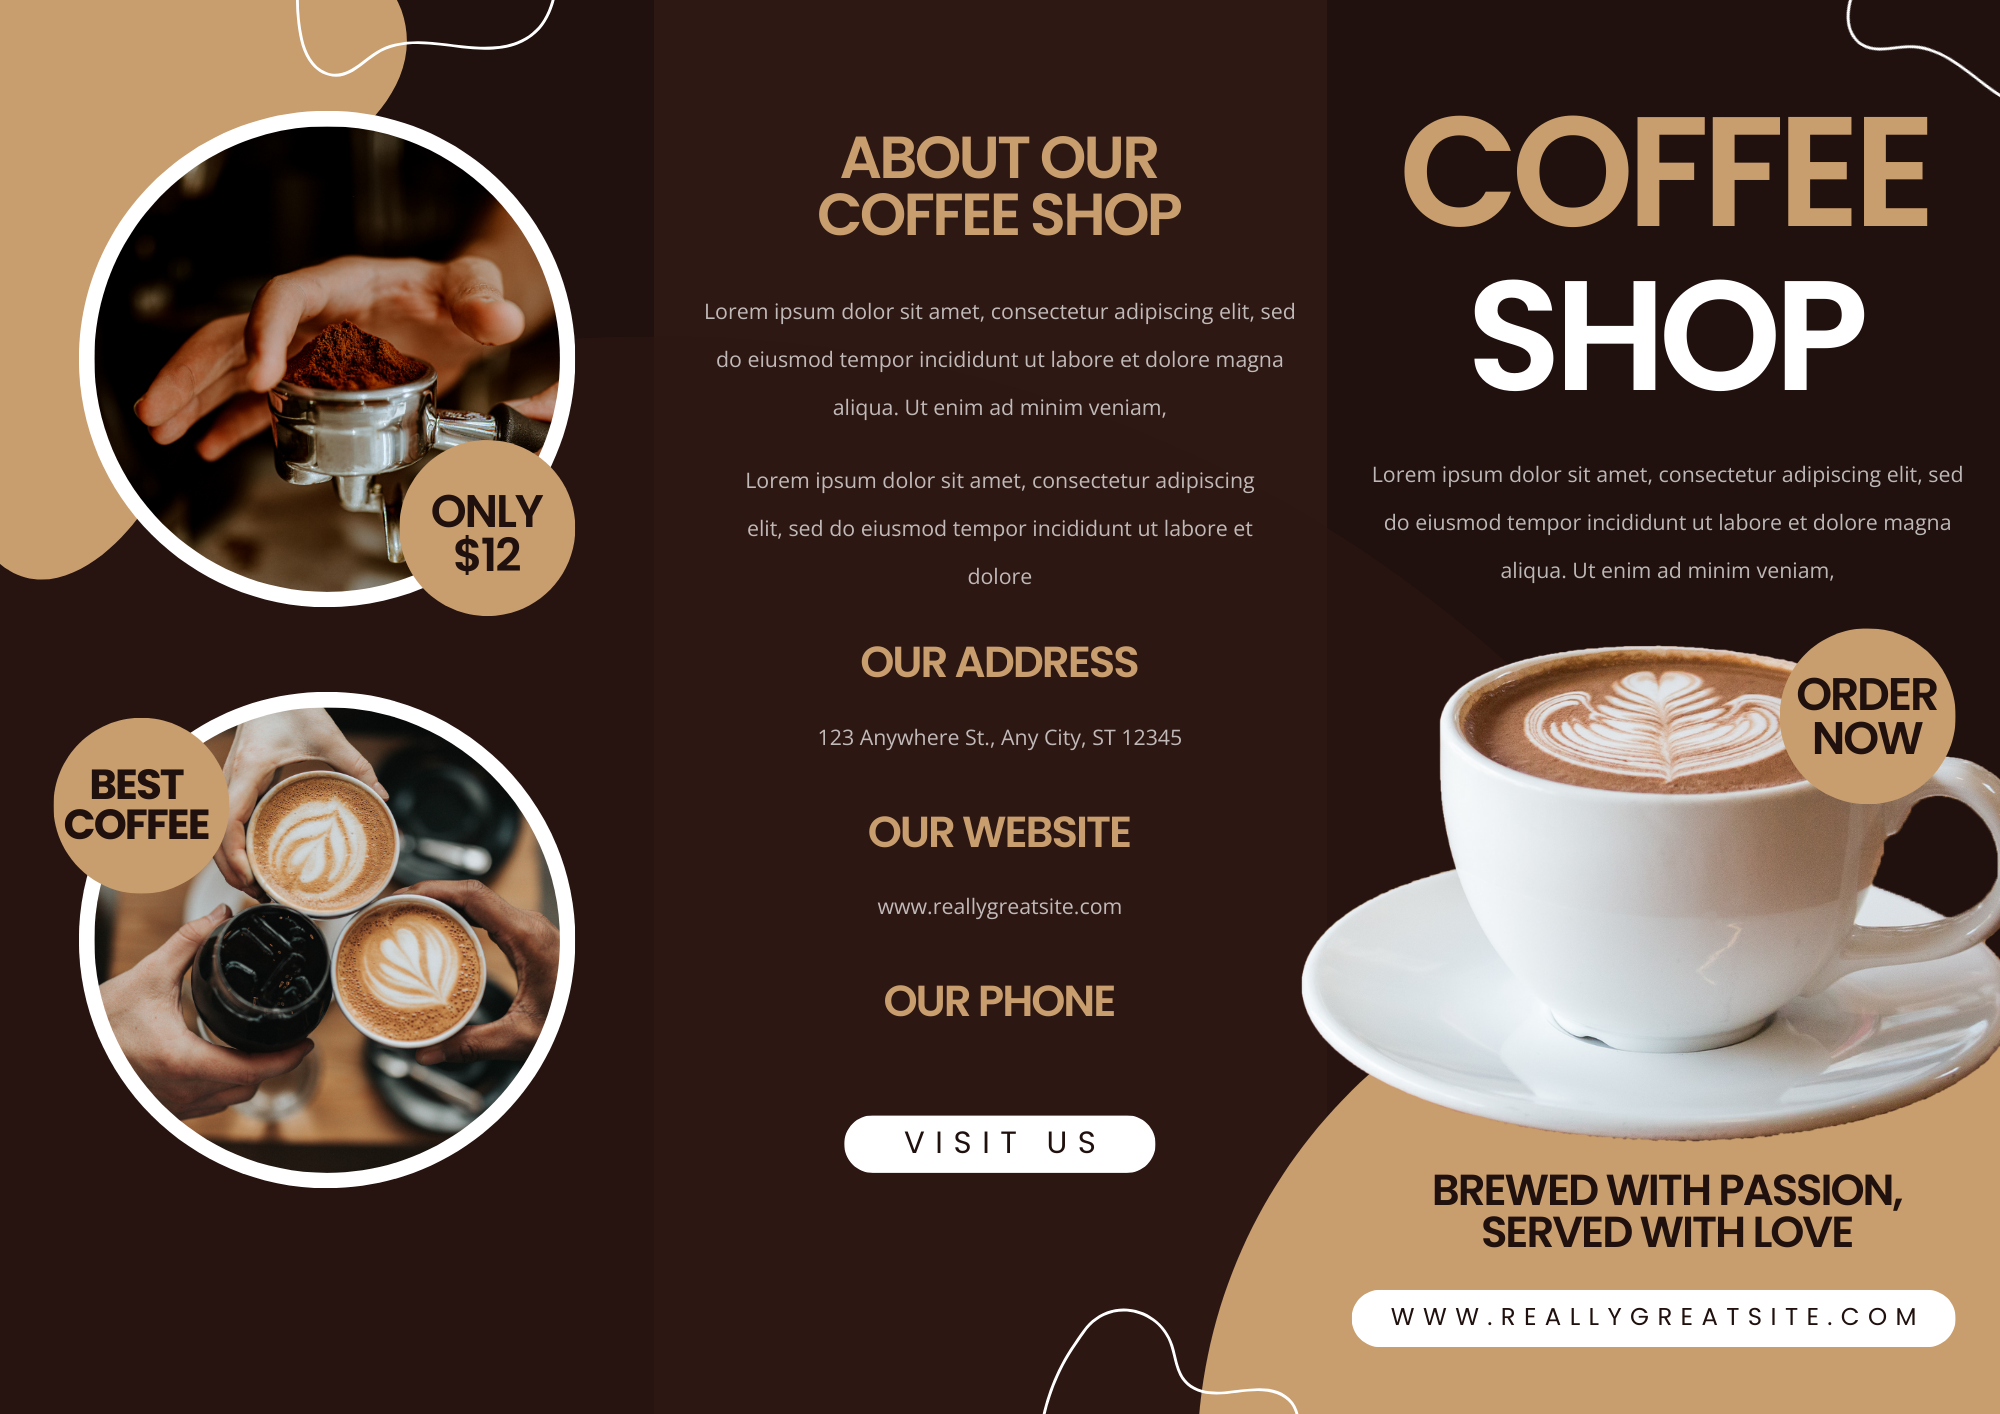 ONLY
$12
BEST
COFFEE
ABOUT OUR
COFFEE SHOP
Lorem ipsum dolor sit amet, consectetur adipiscing elit, sed
do eiusmod tempor incididunt ut labore et dolore magna
aliqua. Ut enim ad minim veniam,
Lorem ipsum dolor sit amet, consectetur adipiscing
elit, sed do eiusmod tempor incididunt ut labore et
dolore
OUR ADDRESS
123 Anywhere St., Any City, ST 12345
OUR WEBSITE
www.reallygreatsite.com
OUR PHONE
VISIT US
COFFEE
SHOP
Lorem ipsum dolor sit amet, consectetur adipiscing elit, sed
do eiusmod tempor incididunt ut labore et dolore magna
aliqua. Ut enim ad minim veniam,
ORDER
NOW
BREWED WITH PASSION,
SERVED WITH LOVE
WWW.REALLYGREATSITE.COM